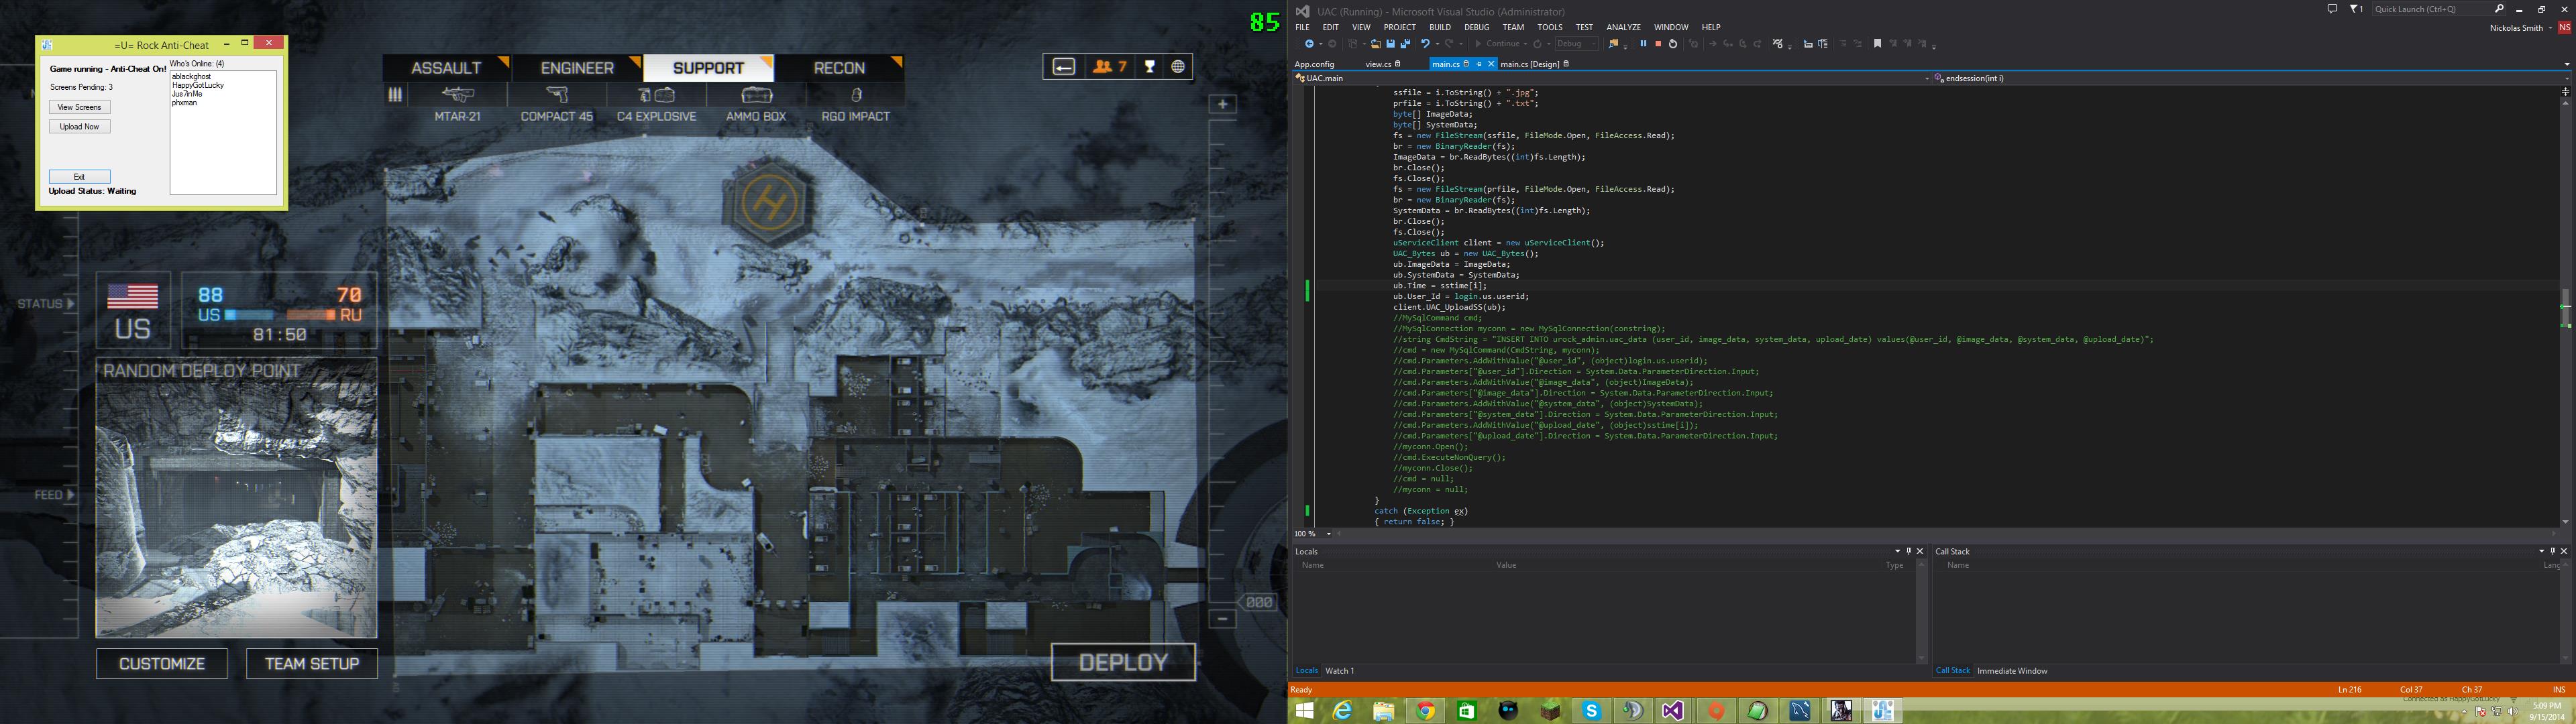 =U= Rock Anti-Cheat
Game running - Anti-Cheat On!
Who's Online: (4)
Screens Pending: 3
View Screens
Upload Now
Exit
Upload Status: Waiting
ablackghost
HappyGotLucky
Jus7inMe
phxman
85
ASSAULT
ENGINEER
SUPPORT
RECON
7
MTAR-21
COMPACT 45
C4 EXPLOSIVE
AMMO BOX
RGO IMPACT
H
STATUS
US
88
70
US
RU
81:50
RANDOM DEPLOY POINT
FEED
000
CUSTOMIZE
TEAM SETUP
DEPLOY
UAC (Running) - Microsoft Visual Studio (Administrator)
1
Quick Launch (Ctrl+Q)
FILE EDIT VIEW PROJECT BUILD DEBUG TEAM TOOLS TEST ANALYZE WINDOW HELP
Nickolas Smith
NS
Continue
Debug
App.config view.cs main.cs main.cs [Design]
UAC.main
endsession(int i)
ssfile = i.ToString() + ".jpg";
prfile = i.ToString() + ".txt";
byte[] ImageData;
byte[] SystemData;
fs = new FileStream(ssfile, FileMode.Open, FileAccess.Read);
br = new BinaryReader(fs);
ImageData = br.ReadBytes((int)fs.Length);
br.Close();
fs.Close();
fs = new FileStream(prfile, FileMode.Open, FileAccess.Read);
br = new BinaryReader(fs);
SystemData = br.ReadBytes((int)fs.Length);
br.Close();
fs.Close();
uServiceClient client = new uServiceClient();
UAC_Bytes ub = new UAC_Bytes();
ub.ImageData = ImageData;
ub.SystemData = SystemData;
ub.Time = sstime[i];
ub.User_Id = login.us.userid;
client.UAC_UploadSS(ub);
//MySqlCommand cmd;
//MySqlConnection myconn = new MySqlConnection(constring);
//string CmdString = "INSERT INTO urock_admin.uac_data (user_id, image_data, system_data, upload_date) values(@user_id, @image_data, @system_data, @upload_date)";
//cmd = new MySqlCommand(CmdString, myconn);
//cmd.Parameters.AddWithValue("@user_id", (object)login.us.userid);
//cmd.Parameters["@user_id"].Direction = System.Data.ParameterDirection.Input;
//cmd.Parameters.AddWithValue("@image_data", (object)ImageData);
//cmd.Parameters["@image_data"].Direction = System.Data.ParameterDirection.Input;
//cmd.Parameters.AddWithValue("@system_data", (object)SystemData);
//cmd.Parameters["@system_data"].Direction = System.Data.ParameterDirection.Input;
//cmd.Parameters.AddWithValue("@upload_date", (object)sstime[i]);
//cmd.Parameters["@upload_date"].Direction = System.Data.ParameterDirection.Input;
//myconn.Open();
//cmd.ExecuteNonQuery();
//myconn.Close();
//cmd = null;
//myconn = null;
}
catch (Exception ex)
{ return false; }
100 %
Locals
Name Value Type
Call Stack
Name Lang
Locals Watch 1
Call Stack Immediate Window
Ready
Ln 216 Col 37 Ch 37 INS
Connected as HappyGotLucky
5:09 PM
9/15/2014